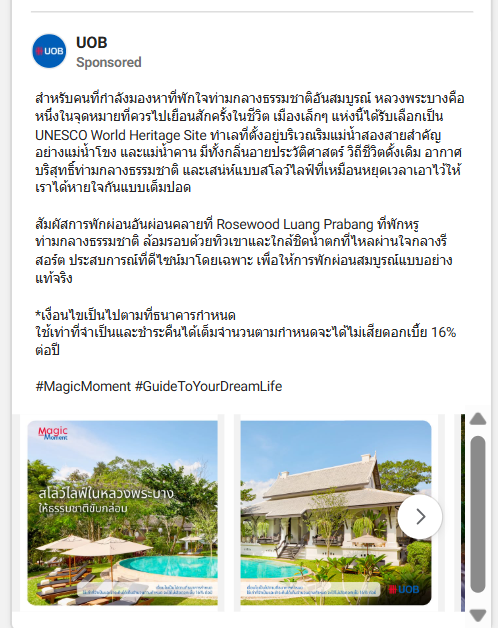 UOB
UOB
Sponsored
สำหรับคนที่กำลังมองหาที่พักใจท่ามกลางธรรมชาติอันสมบูรณ์ หลวงพระบางคือ
หนึ่งในจุดหมายที่ควรไปเยือนสักครั้งในชีวิต เมืองเล็กๆ แห่งนี้ได้รับเลือกเป็น
UNESCO World Heritage Site ทำเลที่ตั้งอยู่บริเวณริมแม่น้ำสองสายสำคัญ
อย่างแม่น้ำโขง และแม่น้ำคาน มีทั้งกลิ่นอายประวัติศาสตร์ วิถีชีวิตดั้งเดิม อากาศ
บริสุทธิ์ท่ามกลางธรรมชาติ และเสน่ห์แบบสโลว์ไลฟ์ที่เหมือนหยุดเวลาเอาไว้ให้
เราได้หายใจกันแบบเต็มปอด
สัมผัสการพักผ่อนอันผ่อนคลายที่ Rosewood Luang Prabang ที่พักหรู
ท่ามกลางธรรมชาติ ล้อมรอบด้วยทิวเขาและใกล้ชิดน้ำตกที่ไหลผ่านใจกลางรี
สอร์ต ประสบการณ์ที่ดีไซน์มาโดยเฉพาะ เพื่อให้การพักผ่อนสมบูรณ์แบบอย่าง
แท้จริง
*เงื่อนไขเป็นไปตามที่ธนาคารกำหนด
ใช้เท่าที่จำเป็นและชำระคืนได้เต็มจำนวนตามกำหนดจะได้ไม่เสียดอกเบี้ย 16%
ต่อปี
#MagicMoment #GuideToYourDreamLife
Magic
Moment
สโลว์ไลฟ์ในหลวงพระบาง
ให้ธรรมชาติขับกล่อม
UOB